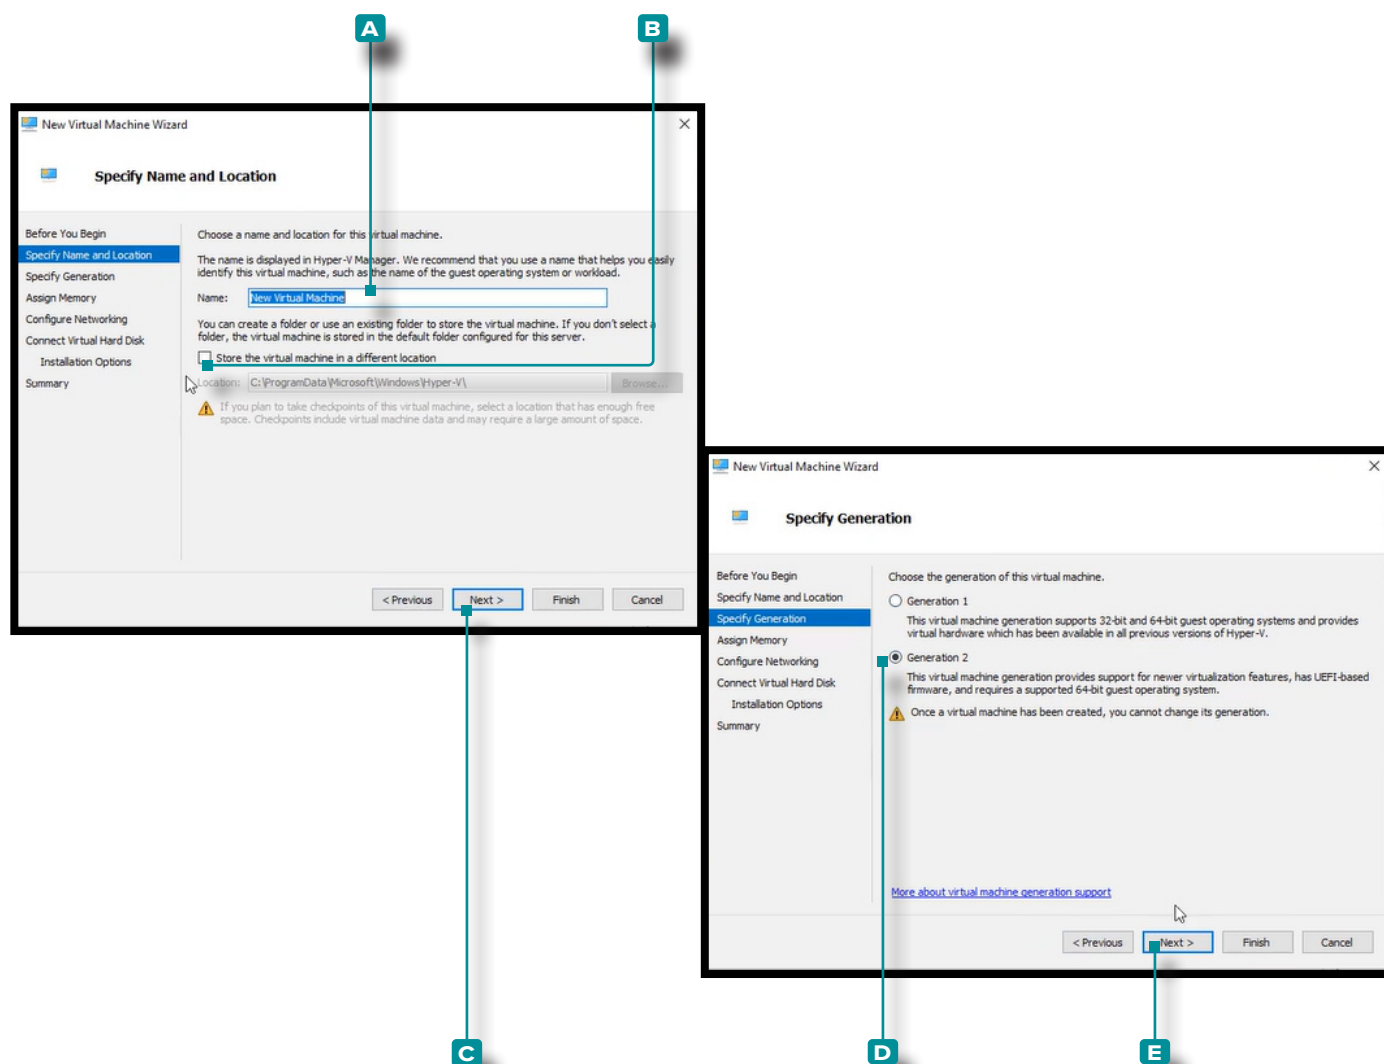 A
B
New Virtual Machine Wizard
Specify Name and Location
Before You Begin
Specify Name and Location
Specify Generation
Assign Memory
Configure Networking
Connect Virtual Hard Disk
Installation Options
Summary
Choose a name and location for this virtual machine.
The name is displayed in Hyper-V Manager. We recommend that you use a name that helps you easily
identify this virtual machine, such as the name of the guest operating system or workload.
Name: New Virtual Machine
You can create a folder or use an existing folder to store the virtual machine. If you don't select a
folder, the virtual machine is stored in the default folder configured for this server.
Store the virtual machine in a different location
Location: C:\ProgramData\Microsoft\Windows\Hyper-V\ Browse...
If you plan to take checkpoints of this virtual machine, select a location that has enough free
space. Checkpoints include virtual machine data and may require a large amount of space.
< Previous Next > Finish Cancel
New Virtual Machine Wizard
Specify Generation
Before You Begin
Specify Name and Location
Specify Generation
Assign Memory
Configure Networking
Connect Virtual Hard Disk
Installation Options
Summary
Choose the generation of this virtual machine.
Generation 1
This virtual machine generation supports 32-bit and 64-bit guest operating systems and provides
virtual hardware which has been available in all previous versions of Hyper-V.
Generation 2
This virtual machine generation provides support for newer virtualization features, has UEFI-based
firmware, and requires a supported 64-bit guest operating system.
Once a virtual machine has been created, you cannot change its generation.
More about virtual machine generation support
< Previous Next > Finish Cancel
C
D
E